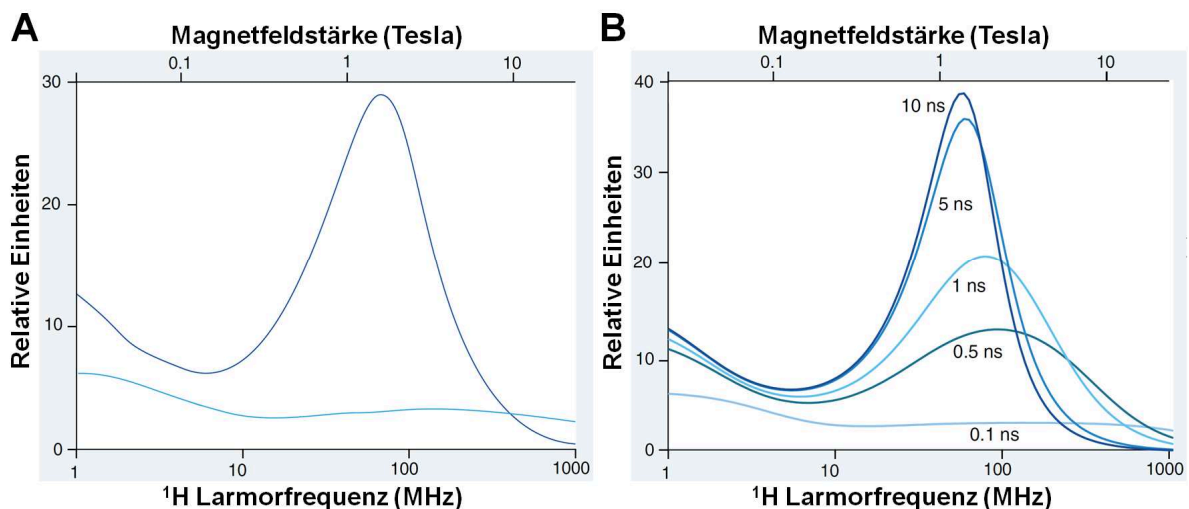 A
Magnetfeldstärke (Tesla)
0.1 1 10
Relative Einheiten
30
20
10
0
1 10 100 1000
¹H Larmorfrequenz (MHz)
B
Magnetfeldstärke (Tesla)
0.1 1 10
Relative Einheiten
40
30
20
10
0
10 ns
5 ns
1 ns
0.5 ns
0.1 ns
1 10 100 1000
¹H Larmorfrequenz (MHz)